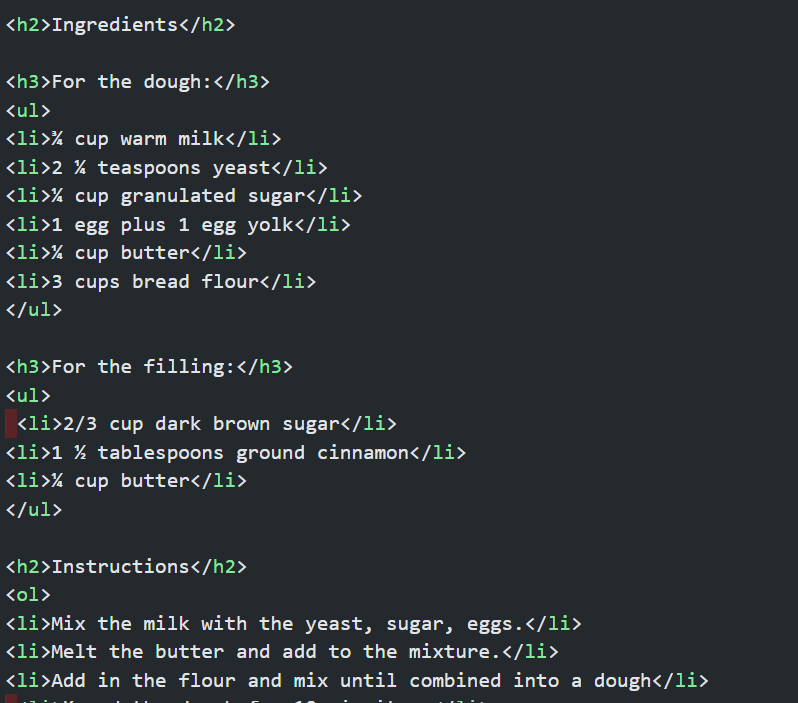 <h2>Ingredients</h2>
<h3>For the dough:</h3>
<ul>
<li>¾ cup warm milk</li>
<li>2 ¼ teaspoons yeast</li>
<li>¼ cup granulated sugar</li>
<li>1 egg plus 1 egg yolk</li>
<li>¼ cup butter</li>
<li>3 cups bread flour</li>
</ul>
<h3>For the filling:</h3>
<ul>
<li>2/3 cup dark brown sugar</li>
<li>1 ½ tablespoons ground cinnamon</li>
<li>¼ cup butter</li>
</ul>
<h2>Instructions</h2>
<ol>
<li>Mix the milk with the yeast, sugar, eggs.</li>
<li>Melt the butter and add to the mixture.</li>
<li>Add in the flour and mix until combined into a dough</li>